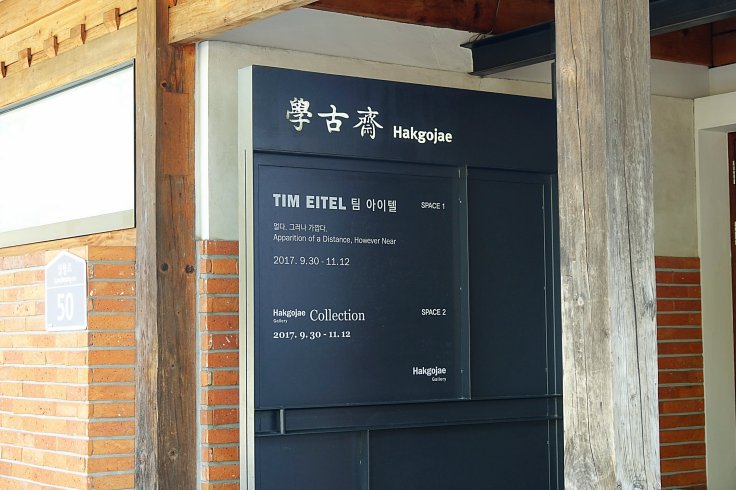 學古齋 Hakgojae
TIM EITEL 팀 아이텔 SPACE 1
멀다. 그러나 가깝다.
Apparition of a Distance, However Near
2017. 9.30 - 11.12
Hakgojae Gallery Collection SPACE 2
2017. 9. 30 - 11. 12
Hakgojae
Gallery
50